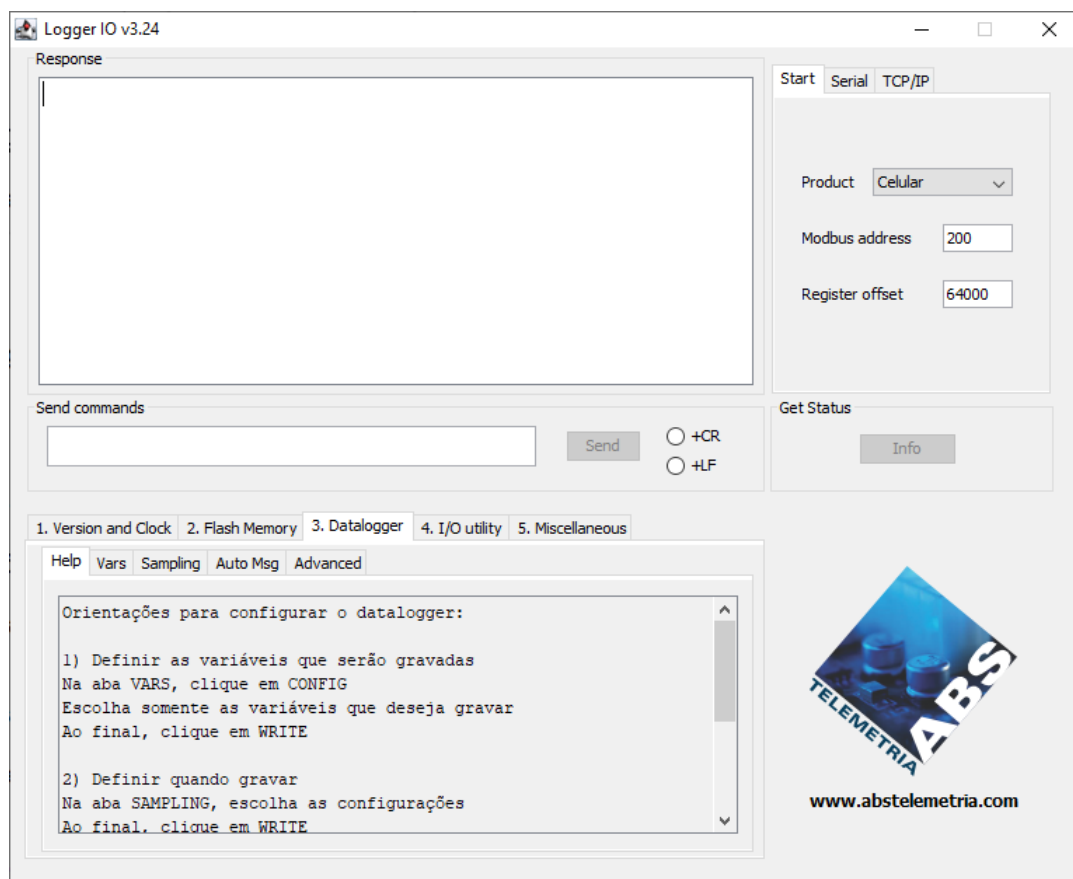 Logger IO v3.24
Response
Start Serial TCP/IP
Product Celular
Modbus address 200
Register offset 64000
Send commands
Send
+CR
+LF
Get Status
Info
1. Version and Clock 2. Flash Memory 3. Datalogger 4. I/O utility 5. Miscellaneous
Help Vars Sampling Auto Msg Advanced
Orientações para configurar o datalogger:
1) Definir as variáveis que serão gravadas
Na aba VARS, clique em CONFIG
Escolha somente as variáveis que deseja gravar
Ao final, clique em WRITE
2) Definir quando gravar
Na aba SAMPLING, escolha as configurações
Ao final, clique em WRITE
TELEMETRIA
ABS
www.abstelemetria.com